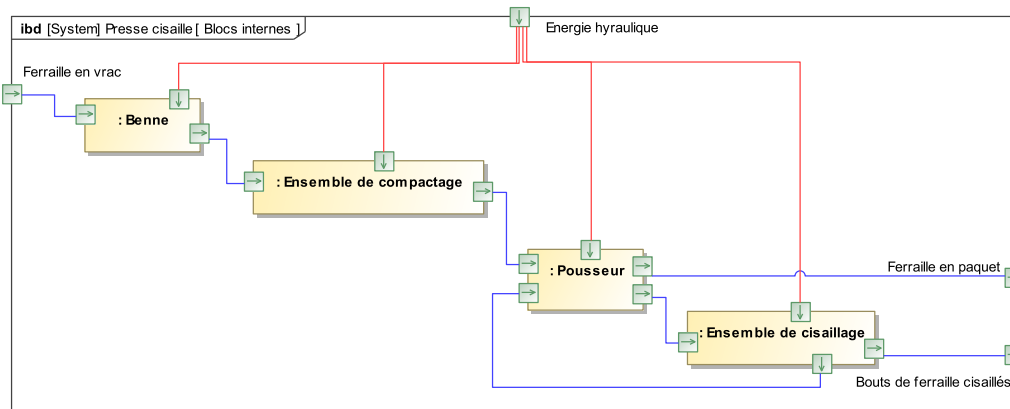 ibd [System] Presse cisaille [ Blocs internes ]
Energie hyraulique
Ferraille en vrac
: Benne
: Ensemble de compactage
: Pousseur
Ferraille en paquet
: Ensemble de cisaillage
Bouts de ferraille cisaillés